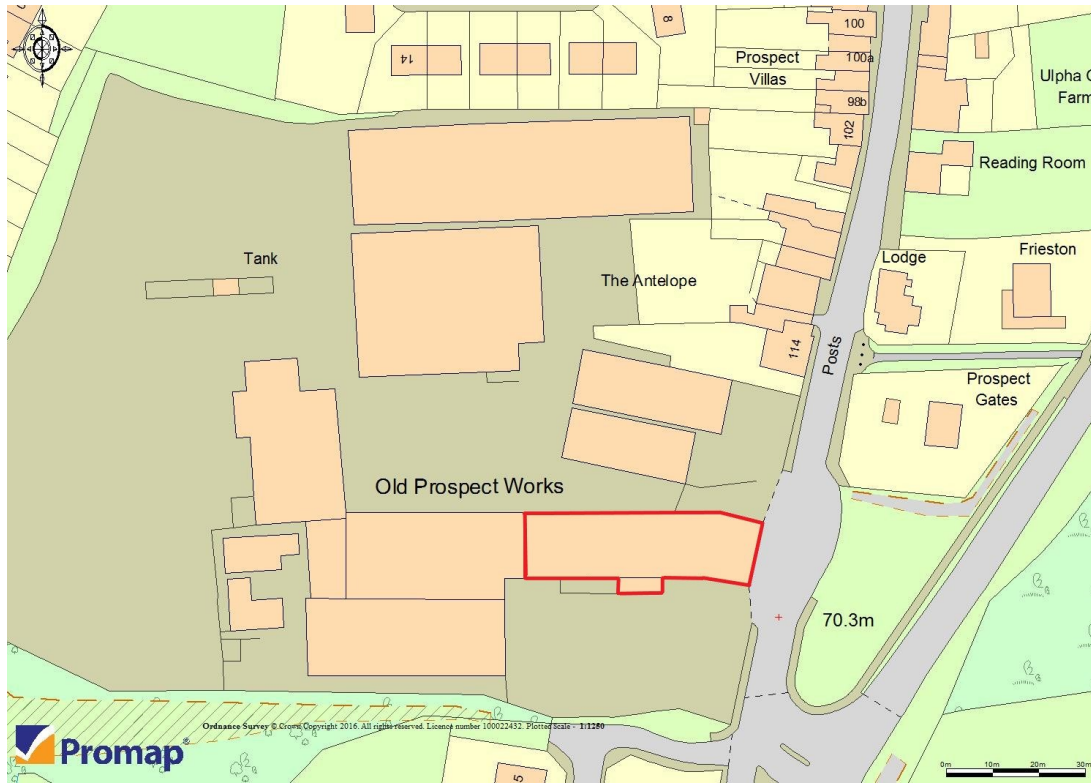 100
8
14
Prospect
Villas
100a
98b
102
Ulpha
Farm
Reading Room
Tank
The Antelope
Lodge
Frieston
114
Posts
Prospect
Gates
Old Prospect Works
70.3m
Ordnance Survey © Crown Copyright 2016. All rights reserved. Licence number 100022432. Plotted Scale - 1:1250
Promap®
5
0m 10m 20m 30m